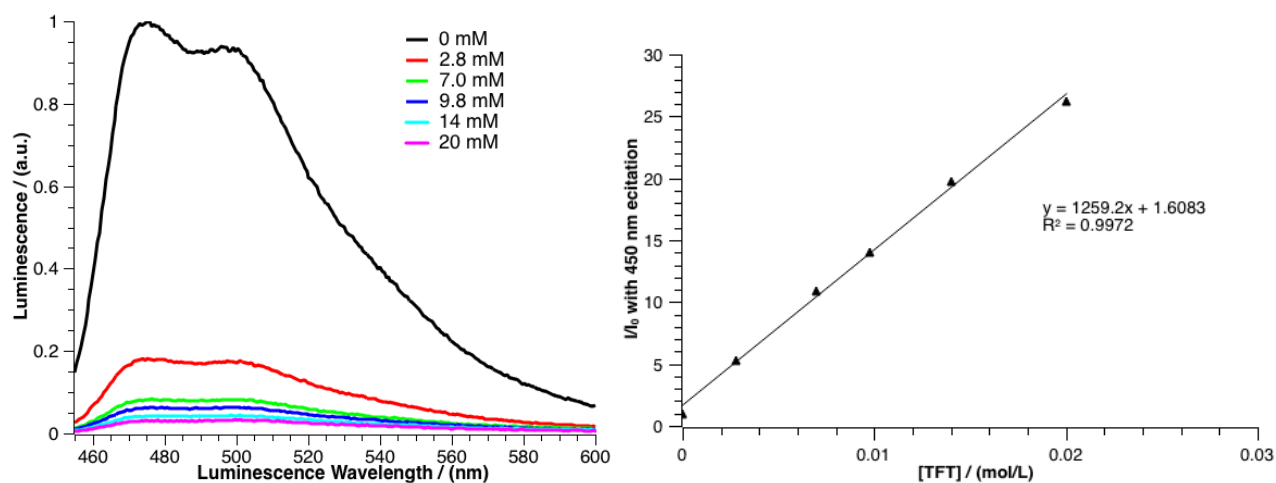 1
0.8
0.6
0.4
0.2
0
Luminescence / (a.u.)
0 mM
2.8 mM
7.0 mM
9.8 mM
14 mM
20 mM
460 480 500 520 540 560 580 600
Luminescence Wavelength / (nm)
30
25
20
15
10
5
0
I/I₀ with 450 nm ecitation
y = 1259.2x + 1.6083
R² = 0.9972
0 0.01 0.02 0.03
[TFT] / (mol/L)